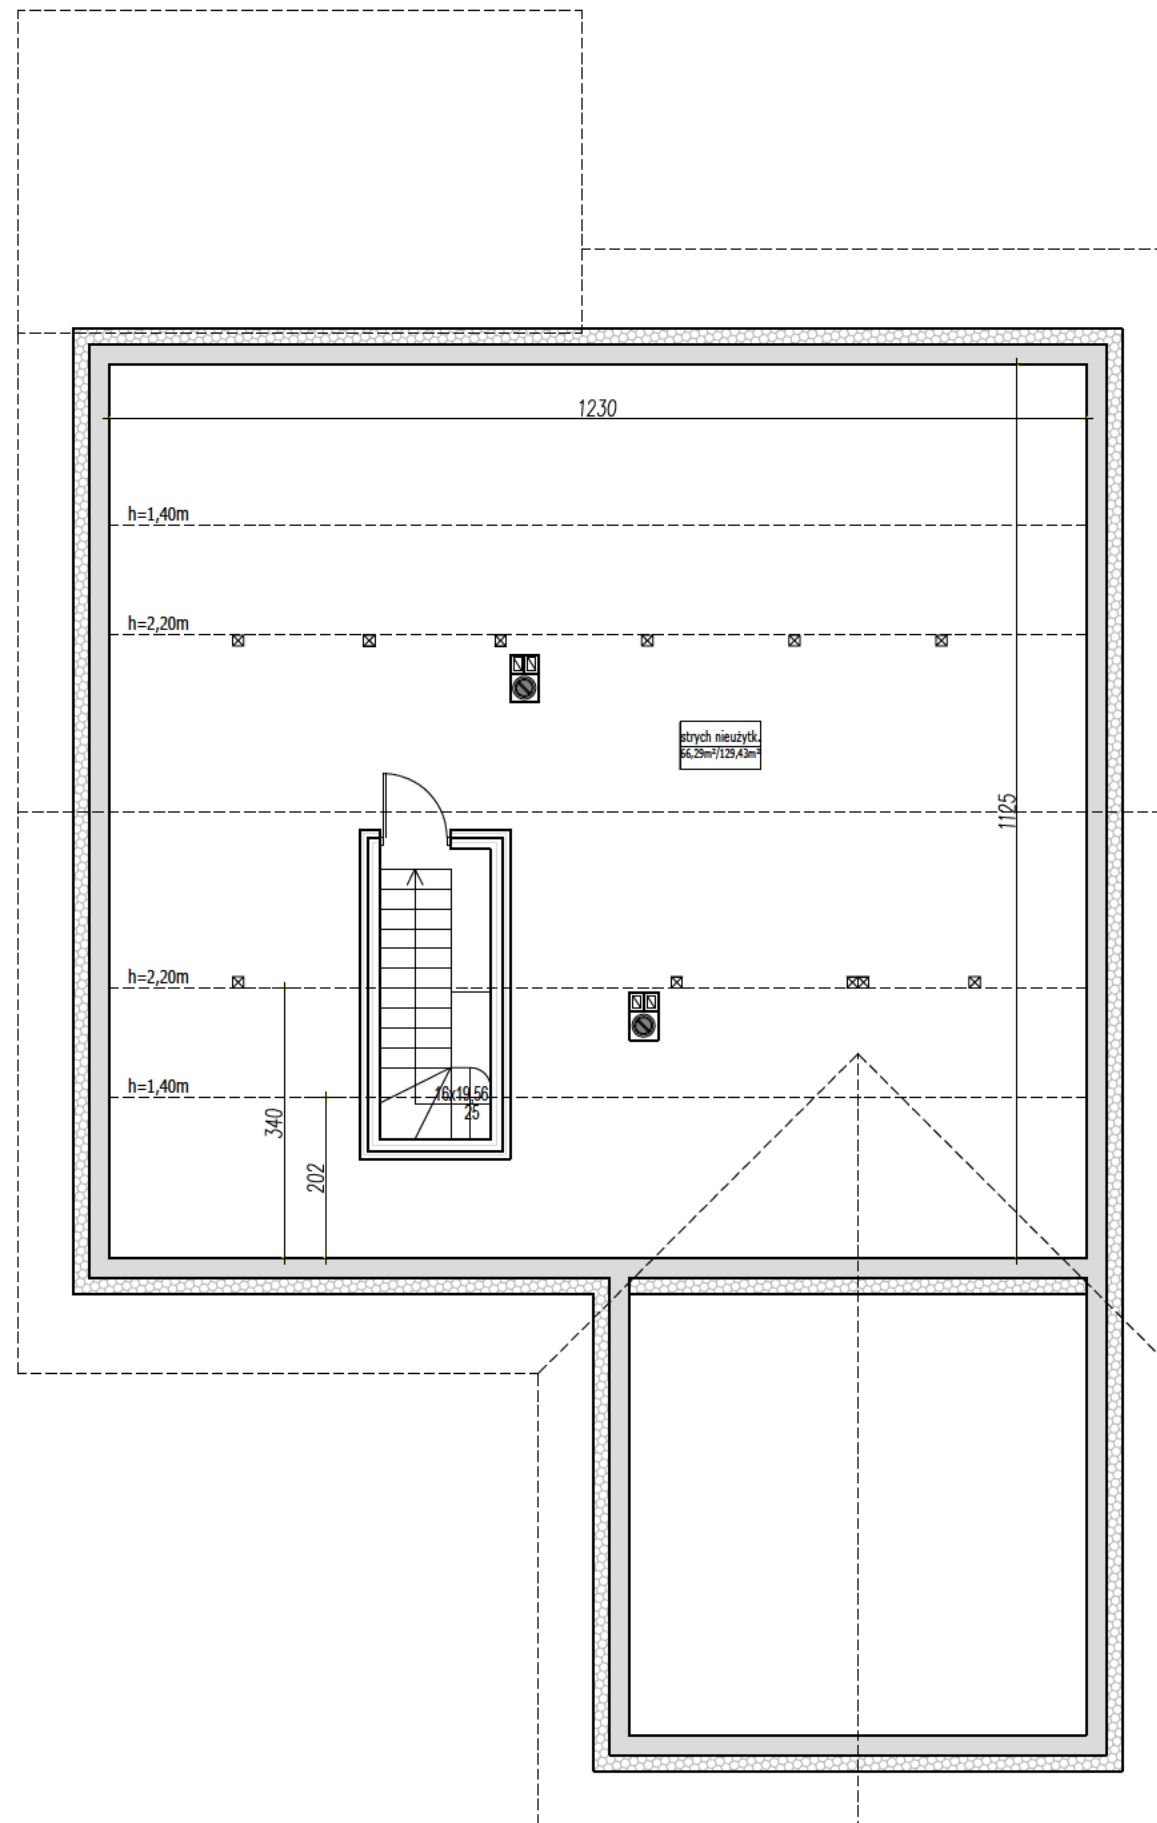 1230
h=1,40m
h=2,20m
strych nieużytk.
66,29m²/129,43m²
1125
h=2,20m
h=1,40m
16x19,56
25
340
202